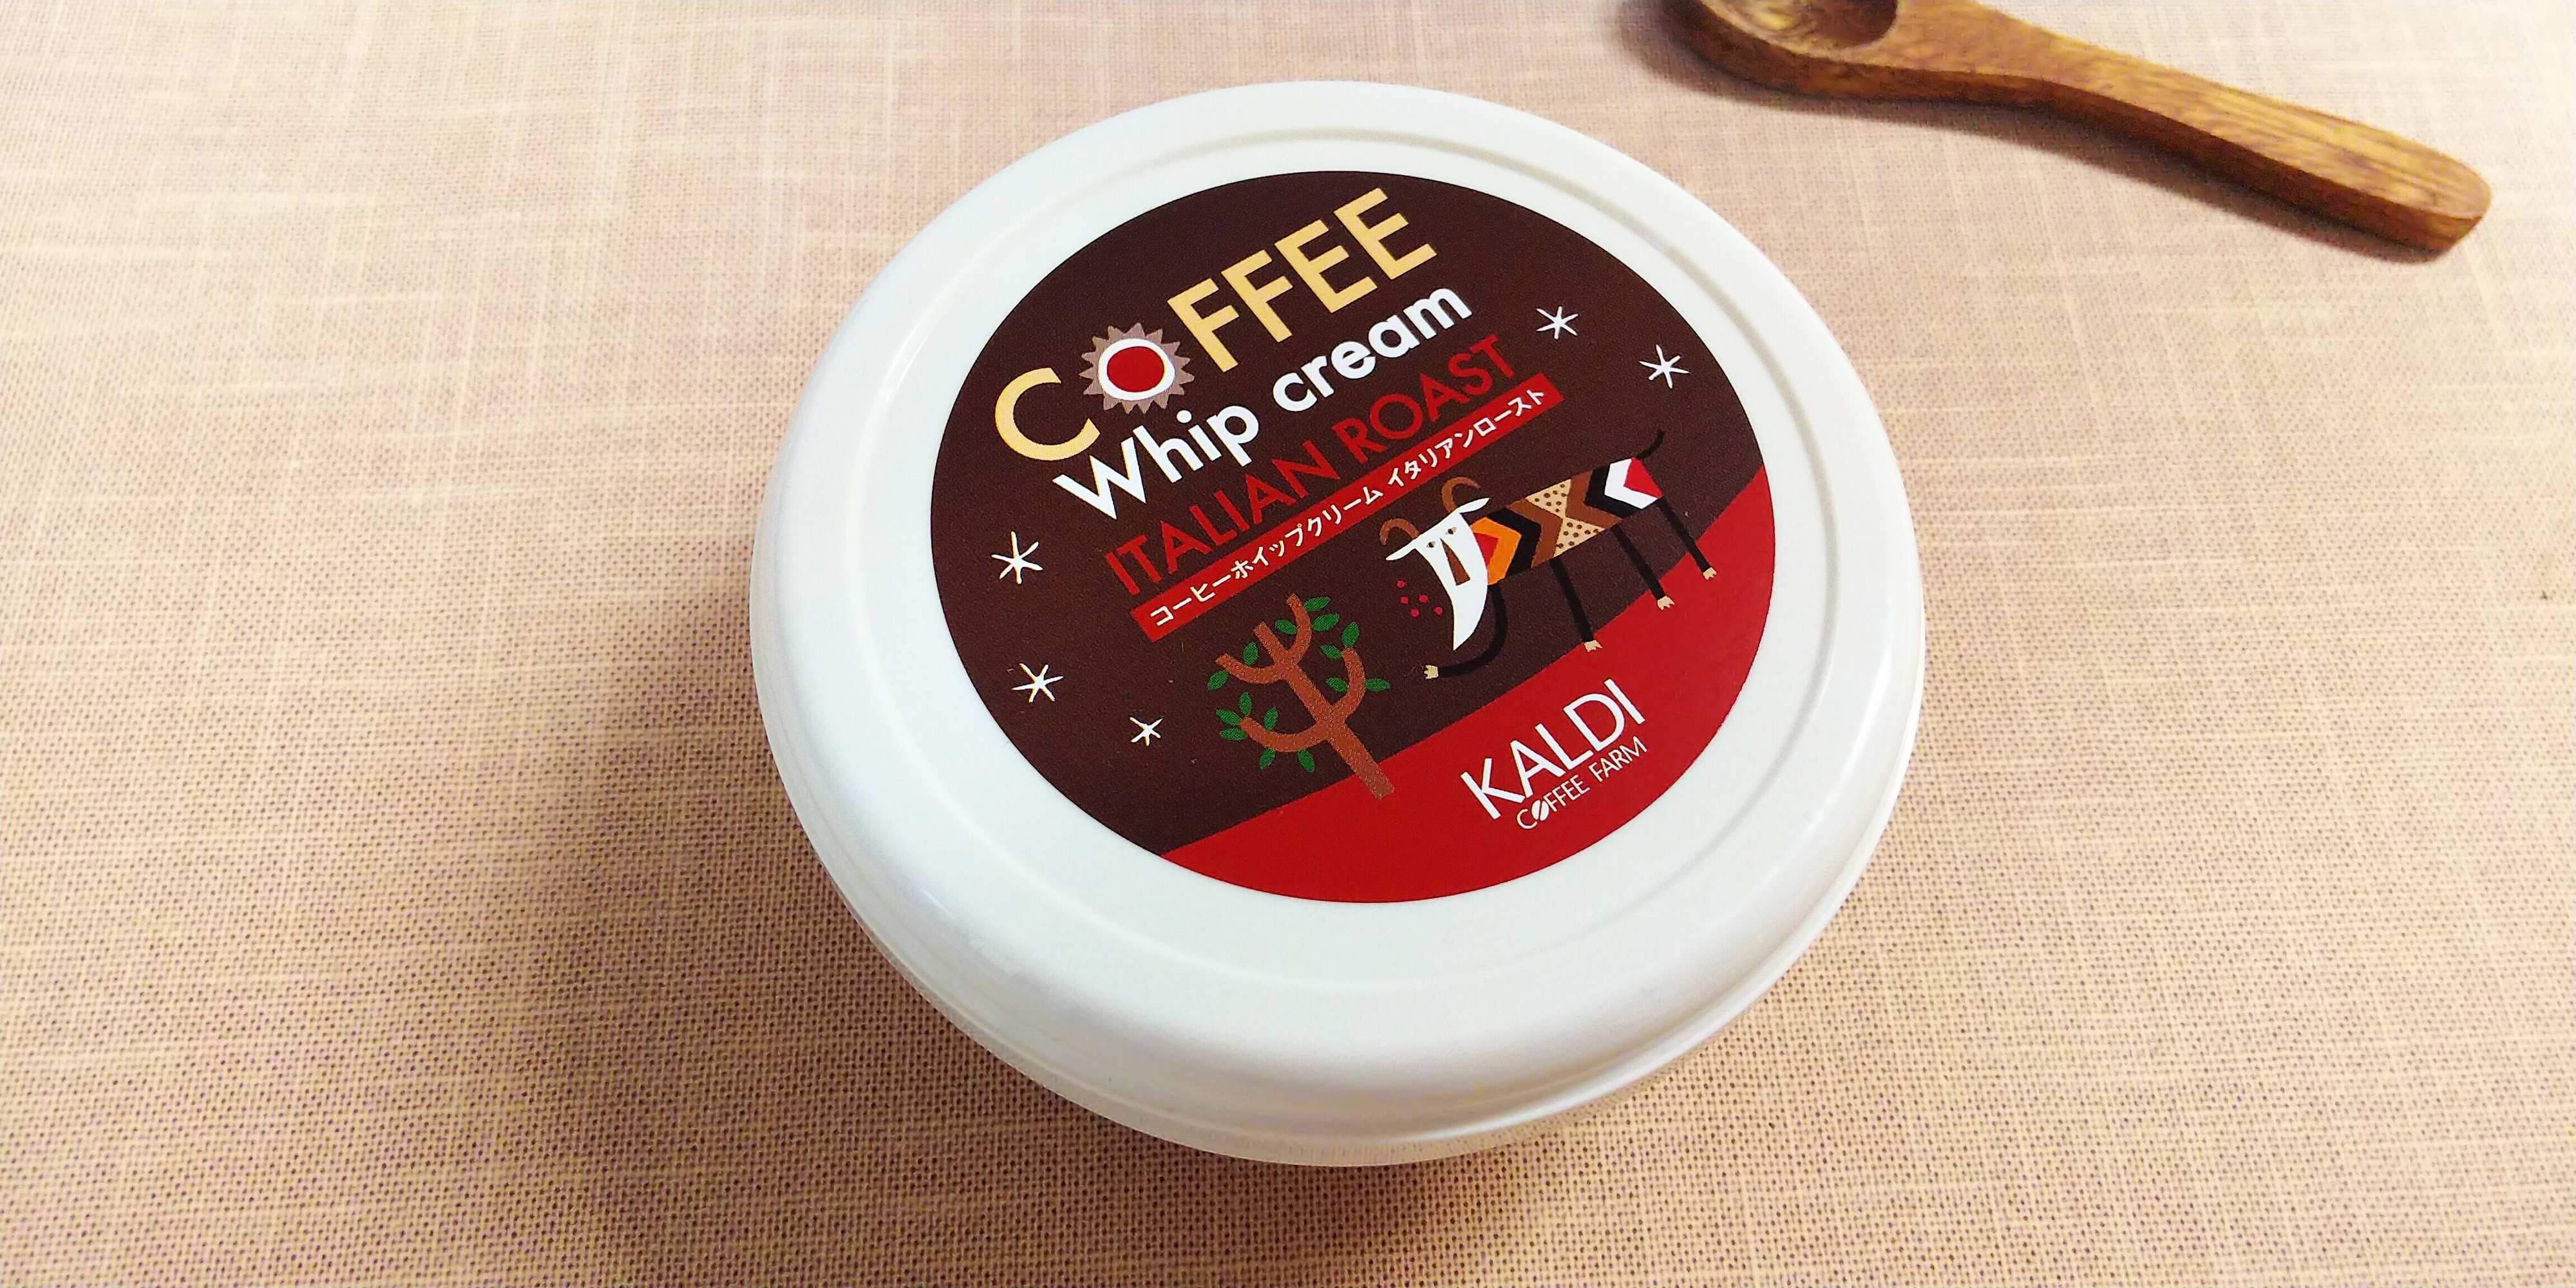 COFFEE
Whip cream
ITALIAN ROAST
コーヒーホイップクリーム イタリアンロースト
KALDI
COFFEE FARM